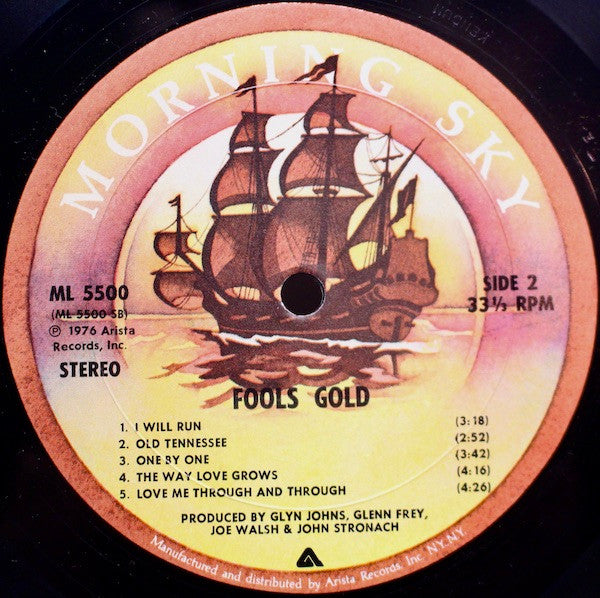 MORNING SKY
ML 5500
(ML 5500 SB)
Ⓟ 1976 Arista
Records, Inc.
STEREO
SIDE 2
33⅓ RPM
FOOLS GOLD
1. I WILL RUN (3:18)
2. OLD TENNESSEE (2:52)
3. ONE BY ONE (3:42)
4. THE WAY LOVE GROWS (4:16)
5. LOVE ME THROUGH AND THROUGH (4:26)
PRODUCED BY GLYN JOHNS, GLENN FREY,
JOE WALSH & JOHN STRONACH
Manufactured and distributed by Arista Records, Inc. N.Y. N.Y.